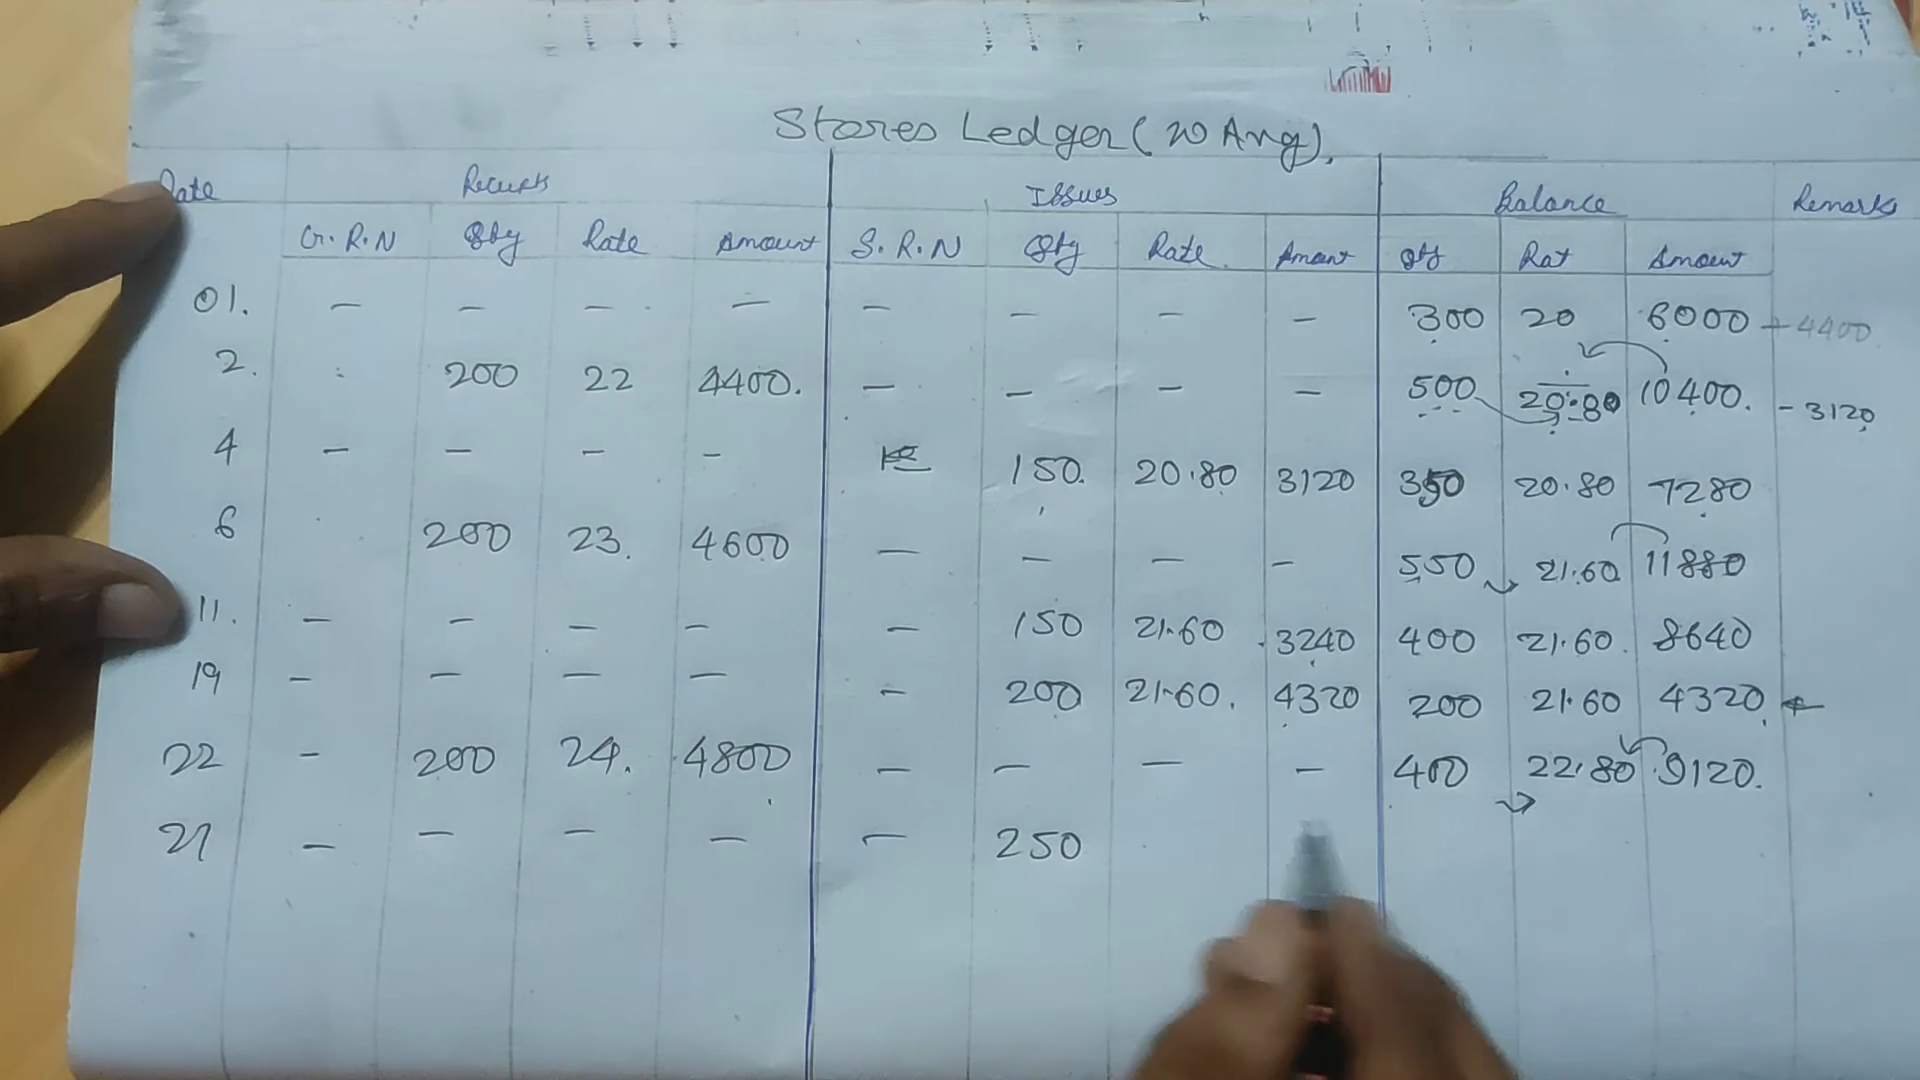 Stores Ledger (W Avg).
Date Reciepts Issues Balance Remarks
G.R.N Qty Rate Amount S.R.N Qty Rate Amount Qty Rat Amount
01. – – – – – – – – 300 20 6000 + 4400
2. 200 22 4400. – – – – 500 20.80 10400. - 3120
4 – – – – 150. 20.80 3120 350 20.80 7280
6 200 23. 4600 – – – – 550 21.60 11880
11. – – – – – 150 21.60 3240 400 21.60. 8640
19 – – – – – 200 21.60. 4320 200 21.60 4320
22 – 200 24. 4800 – – – – 400 22.80 9120.
27 – – – – – 250